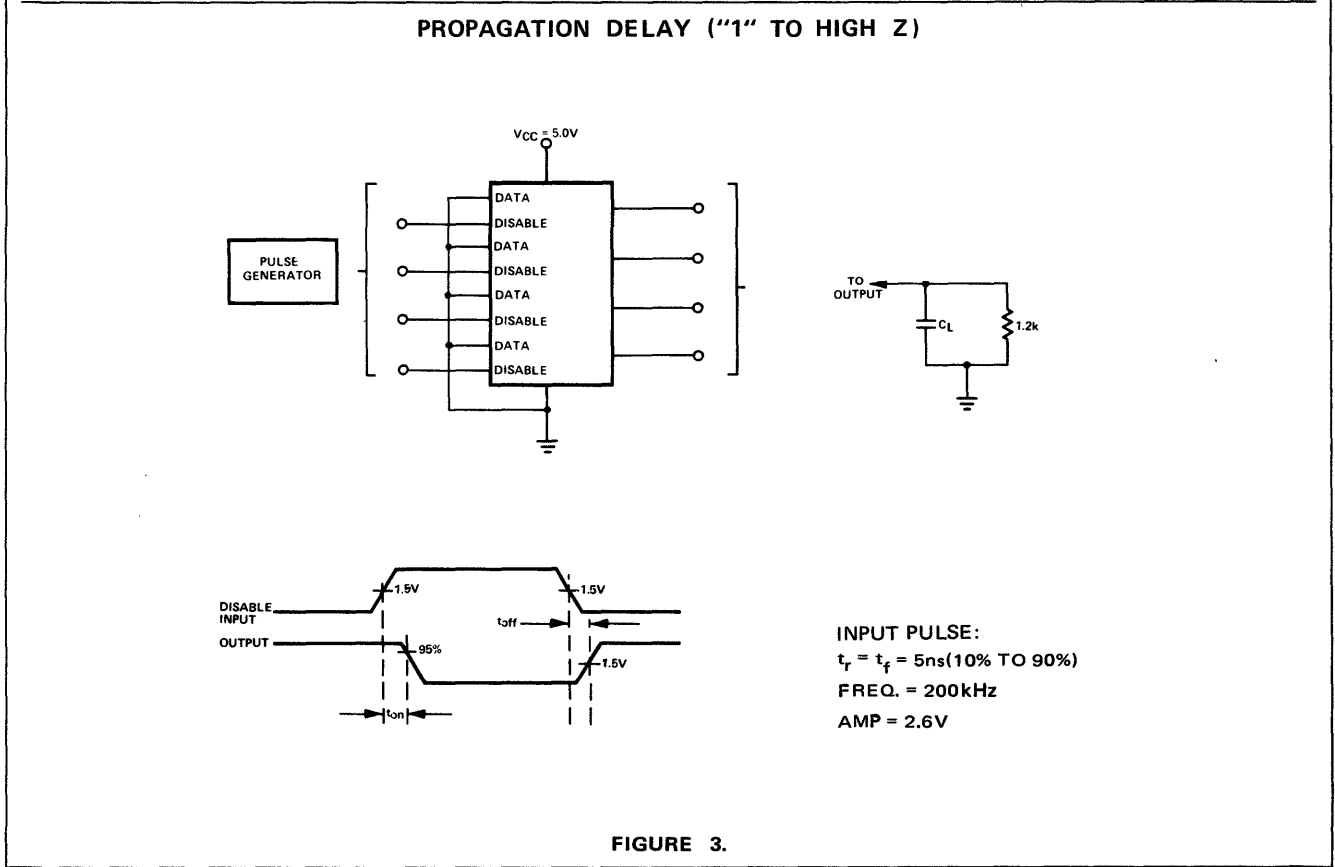 PROPAGATION DELAY ("1" TO HIGH Z)
VCC = 5.0V
DATA
DISABLE
DATA
DISABLE
DATA
DISABLE
DATA
DISABLE
PULSE
GENERATOR
TO
OUTPUT
CL
1.2k
DISABLE
INPUT
1.5V
1.5V
toff
OUTPUT
95%
1.5V
ton
INPUT PULSE:
tr = tf = 5ns(10% TO 90%)
FREQ. = 200kHz
AMP = 2.6V
FIGURE 3.